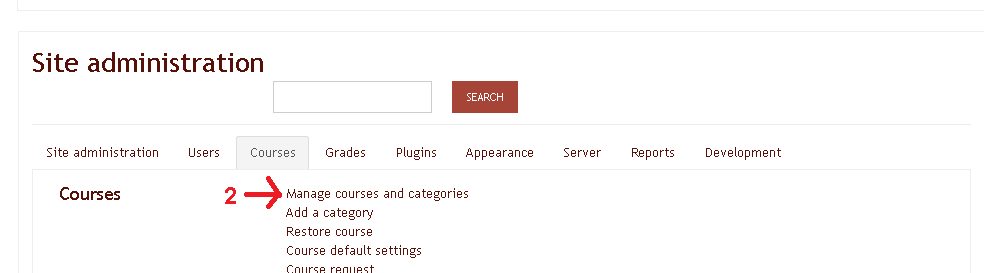 Site administration
SEARCH
Site administration Users Courses Grades Plugins Appearance Server Reports Development
Courses 2 Manage courses and categories
Add a category
Restore course
Course default settings
Course request